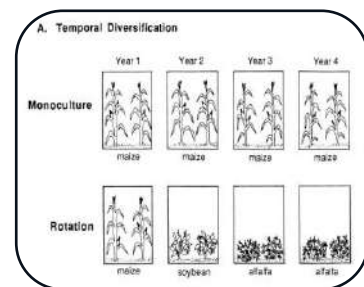 A. Temporal Diversification
Year 1 Year 2 Year 3 Year 4
Monoculture
maize maize maize maize
Rotation
maize soybean alfalfa alfalfa